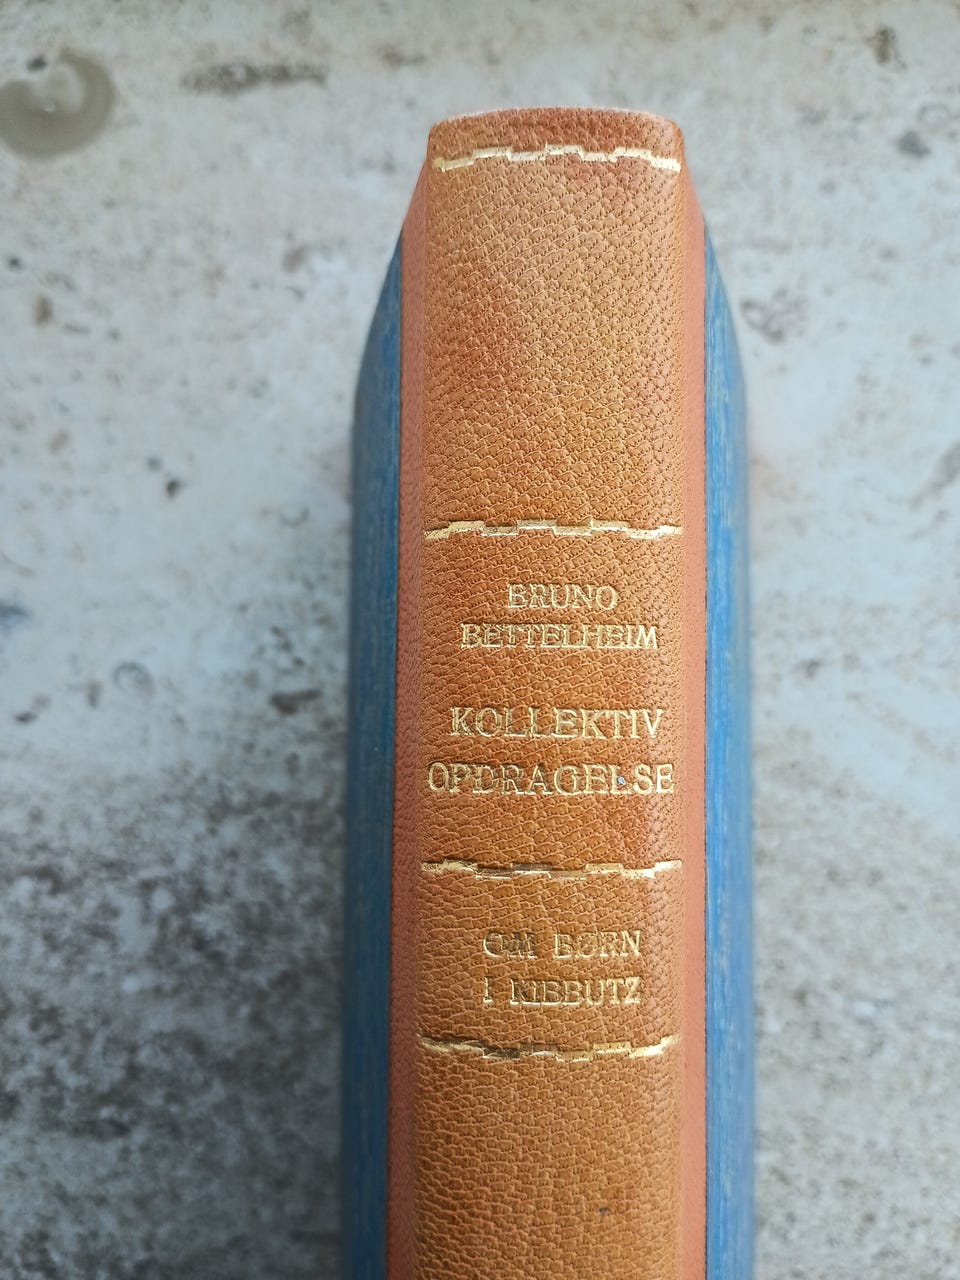 BRUNO
BETTELHEIM
KOLLEKTIV
OPDRAGELSE
OM BØRN
I KIBBUTZ